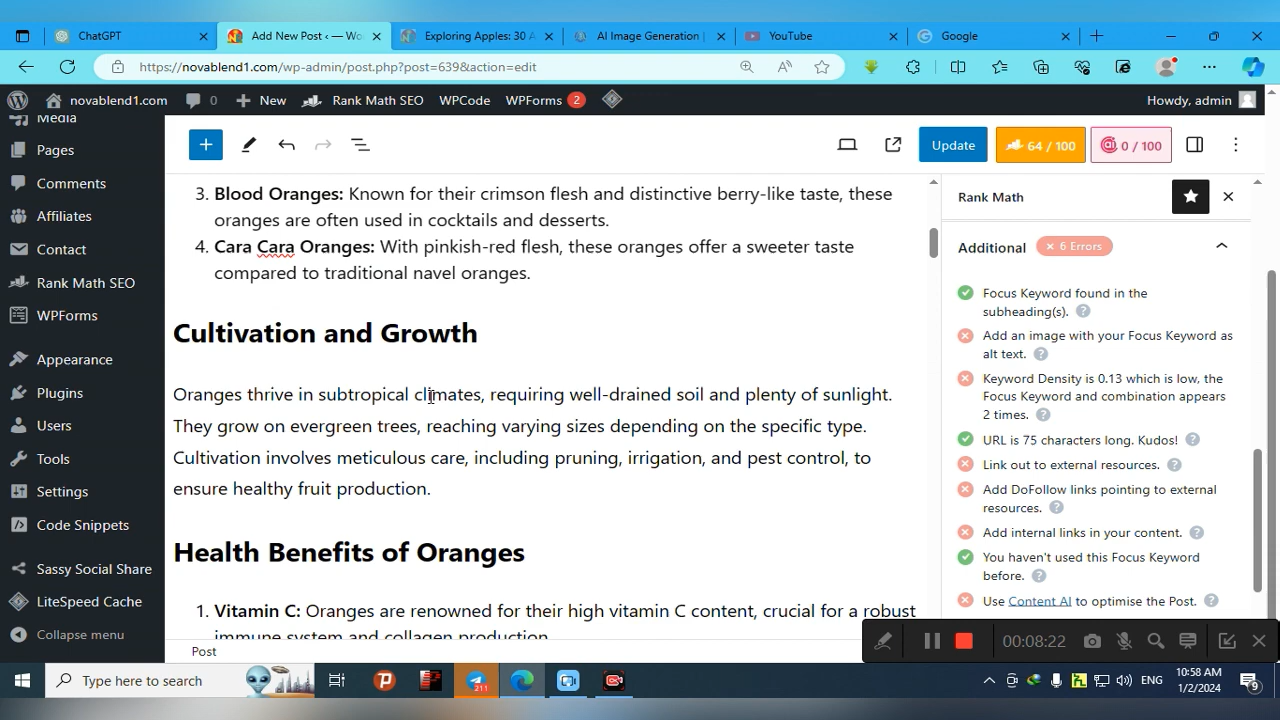 ChatGPT
Add New Post ‹ — Wo
Exploring Apples: 30 A
AI Image Generation |
YouTube
Google
https://novablend1.com/wp-admin/post.php?post=639&action=edit
novablend1.com
0
New
Rank Math SEO
WPCode
WPForms 2
Howdy, admin
Media
Pages
Comments
Affiliates
Contact
Rank Math SEO
WPForms
Appearance
Plugins
Users
Tools
Settings
Code Snippets
Sassy Social Share
LiteSpeed Cache
Collapse menu
Update
64 / 100
0 / 100
3. Blood Oranges: Known for their crimson flesh and distinctive berry-like taste, these
oranges are often used in cocktails and desserts.
4. Cara Cara Oranges: With pinkish-red flesh, these oranges offer a sweeter taste
compared to traditional navel oranges.
Cultivation and Growth
Oranges thrive in subtropical climates, requiring well-drained soil and plenty of sunlight.
They grow on evergreen trees, reaching varying sizes depending on the specific type.
Cultivation involves meticulous care, including pruning, irrigation, and pest control, to
ensure healthy fruit production.
Health Benefits of Oranges
1. Vitamin C: Oranges are renowned for their high vitamin C content, crucial for a robust
immune system and collagen production.
Post
Rank Math
Additional
× 6 Errors
Focus Keyword found in the
subheading(s).
Add an image with your Focus Keyword as
alt text.
Keyword Density is 0.13 which is low, the
Focus Keyword and combination appears
2 times.
URL is 75 characters long. Kudos!
Link out to external resources.
Add DoFollow links pointing to external
resources.
Add internal links in your content.
You haven't used this Focus Keyword
before.
Use Content AI to optimise the Post.
00:08:22
Type here to search
211
ENG
10:58 AM
1/2/2024
9